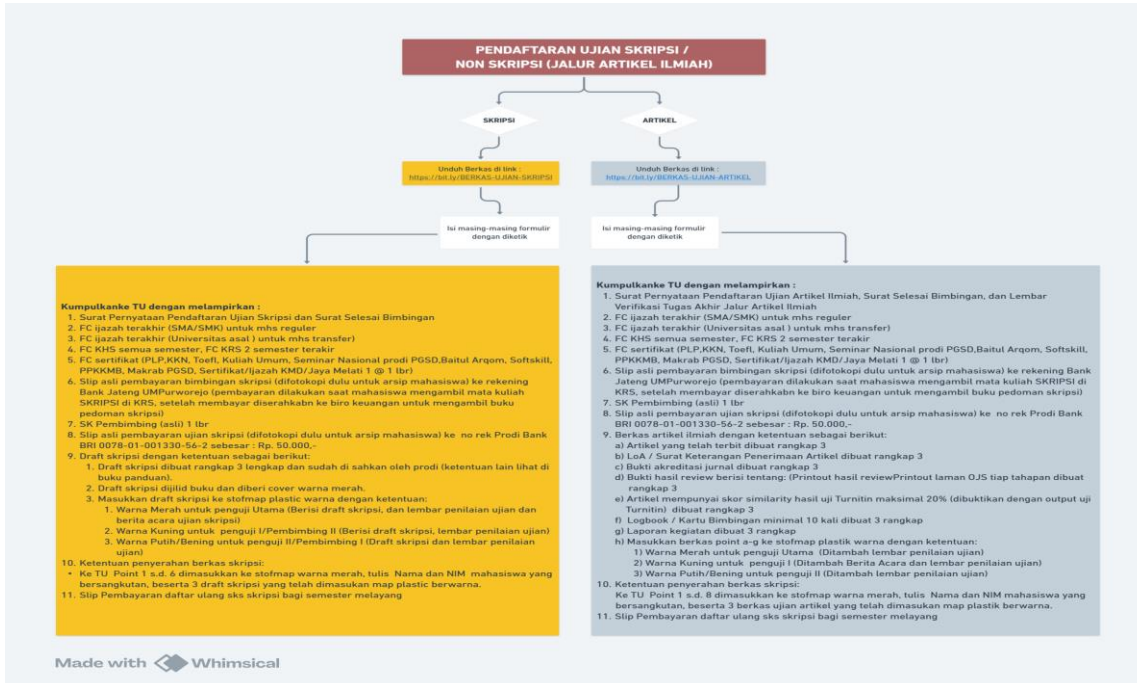 PENDAFTARAN UJIAN SKRIPSI /
NON SKRIPSI (JALUR ARTIKEL ILMIAH)
SKRIPSI
ARTIKEL
Unduh Berkas di link :
https://bit.ly/BERKAS-UJIAN-SKRIPSI
Unduh Berkas di link :
https://bit.ly/BERKAS-UJIAN-ARTIKEL
Isi masing-masing formulir
dengan diketik
Isi masing-masing formulir
dengan diketik
Kumpulkanke TU dengan melampirkan :
1. Surat Pernyataan Pendaftaran Ujian Skripsi dan Surat Selesai Bimbingan
2. FC ijazah terakhir (SMA/SMK) untuk mhs reguler
3. FC ijazah terakhir (Universitas asal ) untuk mhs transfer)
4. FC KHS semua semester, FC KRS 2 semester terakir
5. FC sertifikat (PLP,KKN, Toefl, Kuliah Umum, Seminar Nasional prodi PGSD,Baitul Arqom, Softskill,
PPKKMB, Makrab PGSD, Sertifikat/Ijazah KMD/Jaya Melati 1 @ 1 lbr)
6. Slip asli pembayaran bimbingan skripsi (difotokopi dulu untuk arsip mahasiswa) ke rekening
Bank Jateng UMPurworejo (pembayaran dilakukan saat mahasiswa mengambil mata kuliah
SKRIPSI di KRS, setelah membayar diserahkabn ke biro keuangan untuk mengambil buku
pedoman skripsi)
7. SK Pembimbing (asli) 1 lbr
8. Slip asli pembayaran ujian skripsi (difotokopi dulu untuk arsip mahasiswa) ke no rek Prodi Bank
BRI 0078-01-001330-56-2 sebesar : Rp. 50.000,-
9. Draft skripsi dengan ketentuan sebagai berikut:
1. Draft skripsi dibuat rangkap 3 lengkap dan sudah di sahkan oleh prodi (ketentuan lain lihat di
buku panduan).
2. Draft skripsi dijilid buku dan diberi cover warna merah.
3. Masukkan draft skripsi ke stofmap plastic warna dengan ketentuan:
1. Warna Merah untuk penguji Utama (Berisi draft skripsi, dan lembar penilaian ujian dan
berita acara ujian skripsi)
2. Warna Kuning untuk penguji I/Pembimbing II (Berisi draft skripsi, lembar penilaian ujian)
3. Warna Putih/Bening untuk penguji II/Pembimbing I (Draft skripsi dan lembar penilaian
ujian)
10. Ketentuan penyerahan berkas skripsi:
• Ke TU Point 1 s.d. 6 dimasukkan ke stofmap warna merah, tulis Nama dan NIM mahasiswa yang
bersangkutan, beserta 3 draft skripsi yang telah dimasukan map plastic berwarna.
11. Slip Pembayaran daftar ulang sks skripsi bagi semester melayang
Kumpulkanke TU dengan melampirkan :
1. Surat Pernyataan Pendaftaran Ujian Artikel Ilmiah, Surat Selesai Bimbingan, dan Lembar
Verifikasi Tugas Akhir Jalur Artikel Ilmiah
2. FC ijazah terakhir (SMA/SMK) untuk mhs reguler
3. FC ijazah terakhir (Universitas asal ) untuk mhs transfer)
4. FC KHS semua semester, FC KRS 2 semester terakir
5. FC sertifikat (PLP,KKN, Toefl, Kuliah Umum, Seminar Nasional prodi PGSD,Baitul Arqom, Softskill,
PPKKMB, Makrab PGSD, Sertifikat/Ijazah KMD/Jaya Melati 1 @ 1 lbr)
6. Slip asli pembayaran bimbingan skripsi (difotokopi dulu untuk arsip mahasiswa) ke rekening Bank
Jateng UMPurworejo (pembayaran dilakukan saat mahasiswa mengambil mata kuliah SKRIPSI di
KRS, setelah membayar diserahkabn ke biro keuangan untuk mengambil buku pedoman skripsi)
7. SK Pembimbing (asli) 1 lbr
8. Slip asli pembayaran ujian skripsi (difotokopi dulu untuk arsip mahasiswa) ke no rek Prodi Bank
BRI 0078-01-001330-56-2 sebesar : Rp. 50.000,-
9. Berkas artikel ilmiah dengan ketentuan sebagai berikut:
a) Artikel yang telah terbit dibuat rangkap 3
b) LoA / Surat Keterangan Penerimaan Artikel dibuat rangkap 3
c) Bukti akreditasi jurnal dibuat rangkap 3
d) Bukti hasil review berisi tentang: (Printout hasil reviewPrintout laman OJS tiap tahapan dibuat
rangkap 3
e) Artikel mempunyai skor similarity hasil uji Turnitin maksimal 20% (dibuktikan dengan output uji
Turnitin) dibuat rangkap 3
f) Logbook / Kartu Bimbingan minimal 10 kali dibuat 3 rangkap
g) Laporan kegiatan dibuat 3 rangkap
h) Masukkan berkas point a-g ke stofmap plastik warna dengan ketentuan:
1) Warna Merah untuk penguji Utama (Ditambah lembar penilaian ujian)
2) Warna Kuning untuk penguji I (Ditambah Berita Acara dan lembar penilaian ujian)
3) Warna Putih/Bening untuk penguji II (Ditambah lembar penilaian ujian)
10. Ketentuan penyerahan berkas skripsi:
Ke TU Point 1 s.d. 8 dimasukkan ke stofmap warna merah, tulis Nama dan NIM mahasiswa yang
bersangkutan, beserta 3 berkas ujian artikel yang telah dimasukan map plastik berwarna.
11. Slip Pembayaran daftar ulang sks skripsi bagi semester melayang
Made with Whimsical